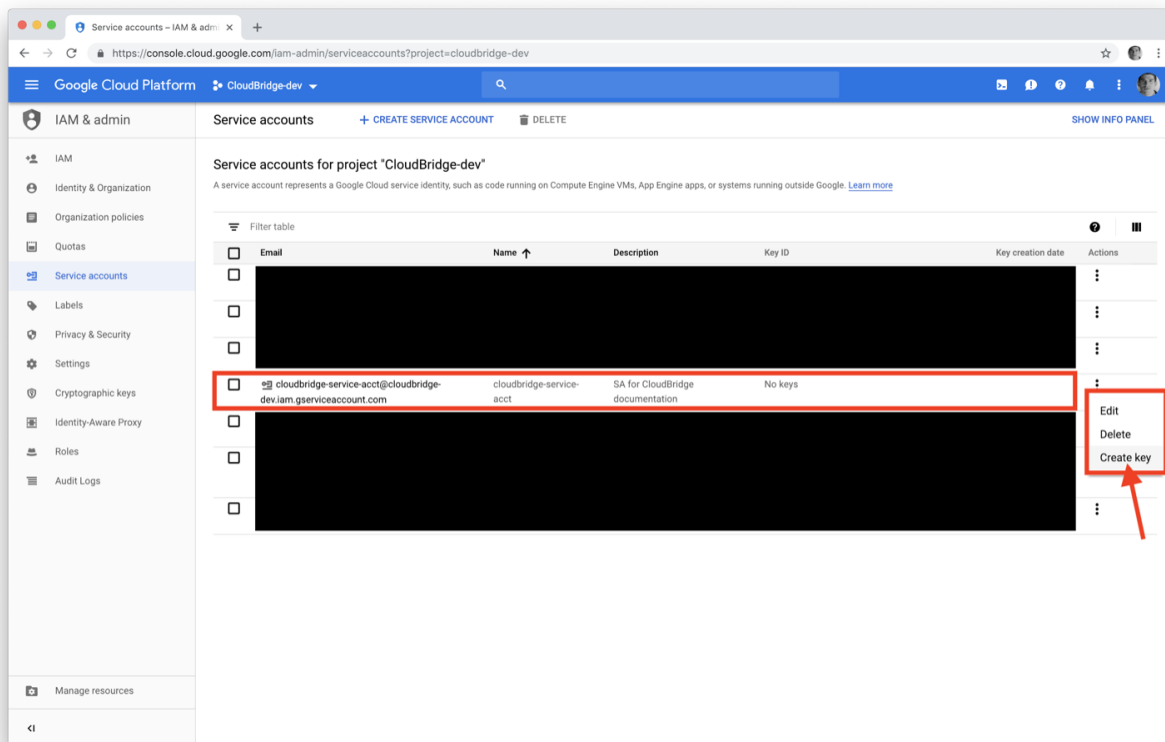 Service accounts – IAM & adm
https://console.cloud.google.com/iam-admin/serviceaccounts?project=cloudbridge-dev
Google Cloud Platform
CloudBridge-dev
IAM & admin
Service accounts
CREATE SERVICE ACCOUNT
DELETE
SHOW INFO PANEL
IAM
Identity & Organization
Organization policies
Quotas
Service accounts
Labels
Privacy & Security
Settings
Cryptographic keys
Identity-Aware Proxy
Roles
Audit Logs
Manage resources
Service accounts for project "CloudBridge-dev"
A service account represents a Google Cloud service identity, such as code running on Compute Engine VMs, App Engine apps, or systems running outside Google. Learn more
Filter table
Email Name Description Key ID Key creation date Actions
cloudbridge-service-acct@cloudbridge- cloudbridge-service- SA for CloudBridge No keys
dev.iam.gserviceaccount.com acct documentation
Edit
Delete
Create key